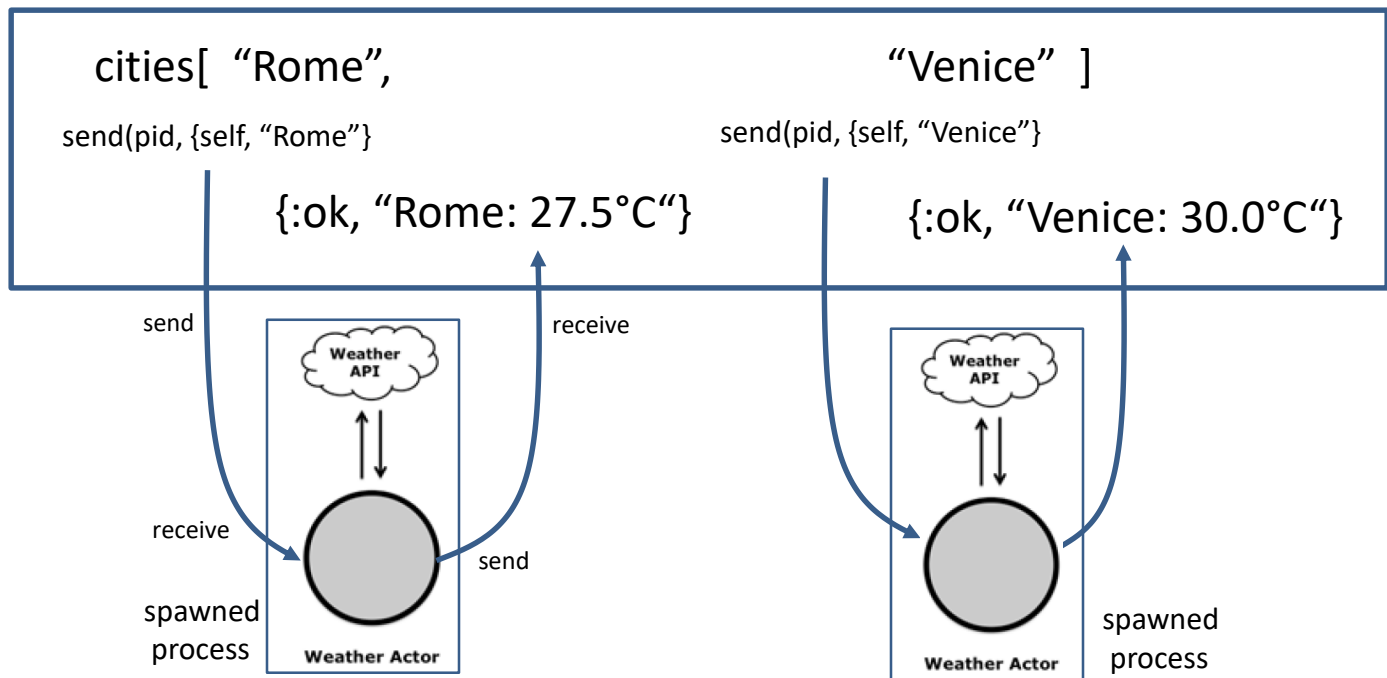 cities[ “Rome”, “Venice” ]
send(pid, {self, “Rome”}
send(pid, {self, “Venice”}
{:ok, “Rome: 27.5°C“}
{:ok, “Venice: 30.0°C“}
send
receive
Weather
API
receive
send
spawned
process
Weather Actor
Weather
API
spawned
process
Weather Actor